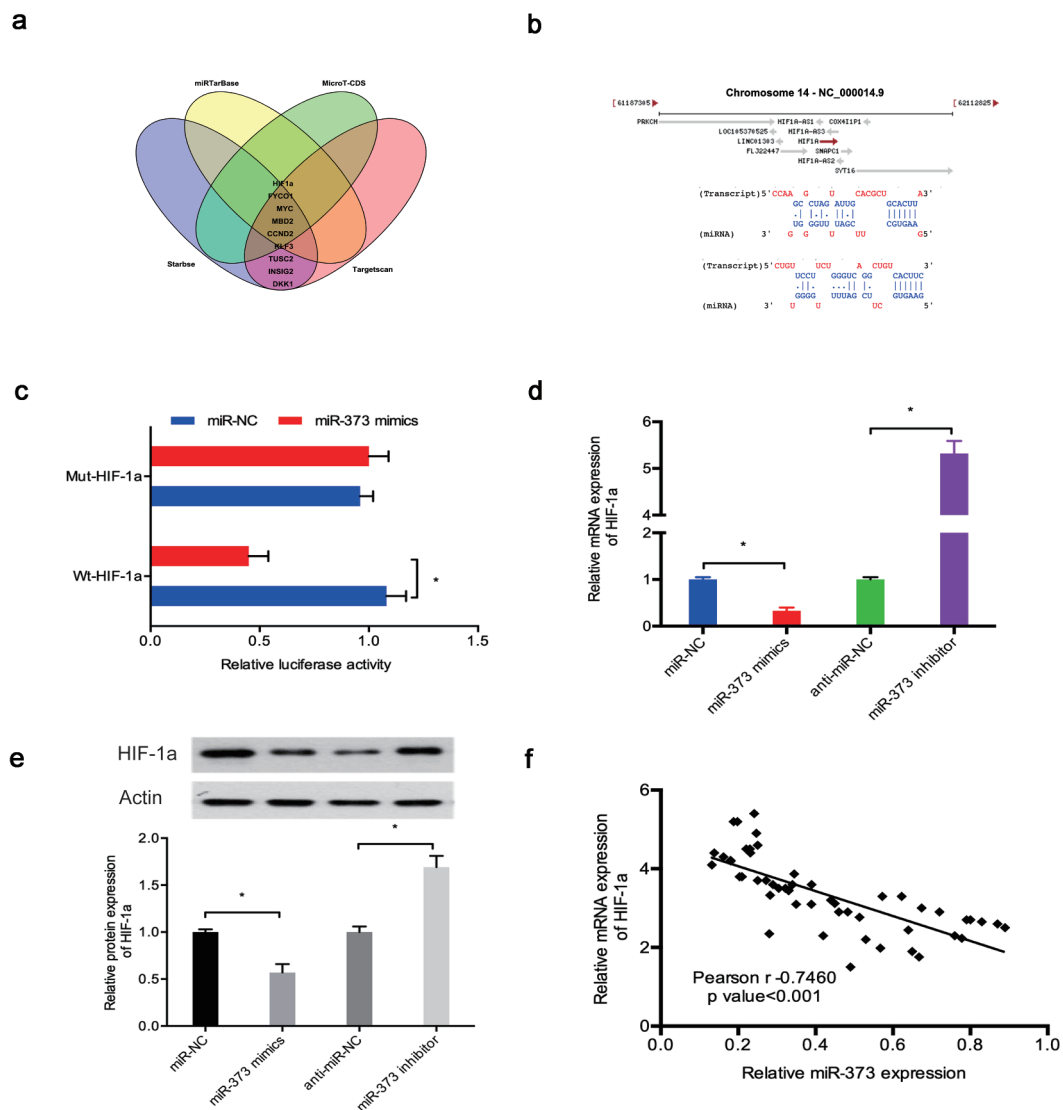 a
miRTarBase
MicroT-CDS
HIF1a
FYCO1
MYC
MBD2
CCND2
KLF3
TUSC2
INSIG2
DKK1
Starbse
Targetscan
b
Chromosome 14 - NC_000014.9
[61187305
[62112825
PRKCH
HIF1A-AS1
COX4I1P1
LOC105370525
HIF1A-AS3
LINC01303
HIF1A
FLJ22447
SNAPC1
HIF1A-AS2
SYT16
(Transcript) 5' CCAA G U CACGCU A 3'
GC CUAG AUUG GCACUU
.| |.|. |||| ||||||
UG GGUU UAGC CGUGAA
(miRNA) 3' G G U UU G 5'
(Transcript) 5' CUGU UCU A CUGU 3'
UCCU GGGUC GG CACUUC
.||. ...|| |. ||||||
GGGG UUUAG CU GUGAAG
(miRNA) 3' U U UC 5'
c
miR-NC
miR-373 mimics
Mut-HIF-1a
Wt-HIF-1a
*
0.0 0.5 1.0 1.5
Relative luciferase activity
d
Relative mRNA expression
of HIF-1a
6
5
4
2
1
0
*
*
miR-NC
miR-373 mimics
anti-miR-NC
miR-373 inhibitor
e
HIF-1a
Actin
Relative protein expression
of HIF-1a
2.0
1.5
1.0
0.5
0.0
*
*
miR-NC
miR-373 mimics
anti-miR-NC
miR-373 inhibitor
f
Relative mRNA expression
of HIF-1a
6
4
2
0
Pearson r -0.7460
p value<0.001
0.0 0.2 0.4 0.6 0.8 1.0
Relative miR-373 expression